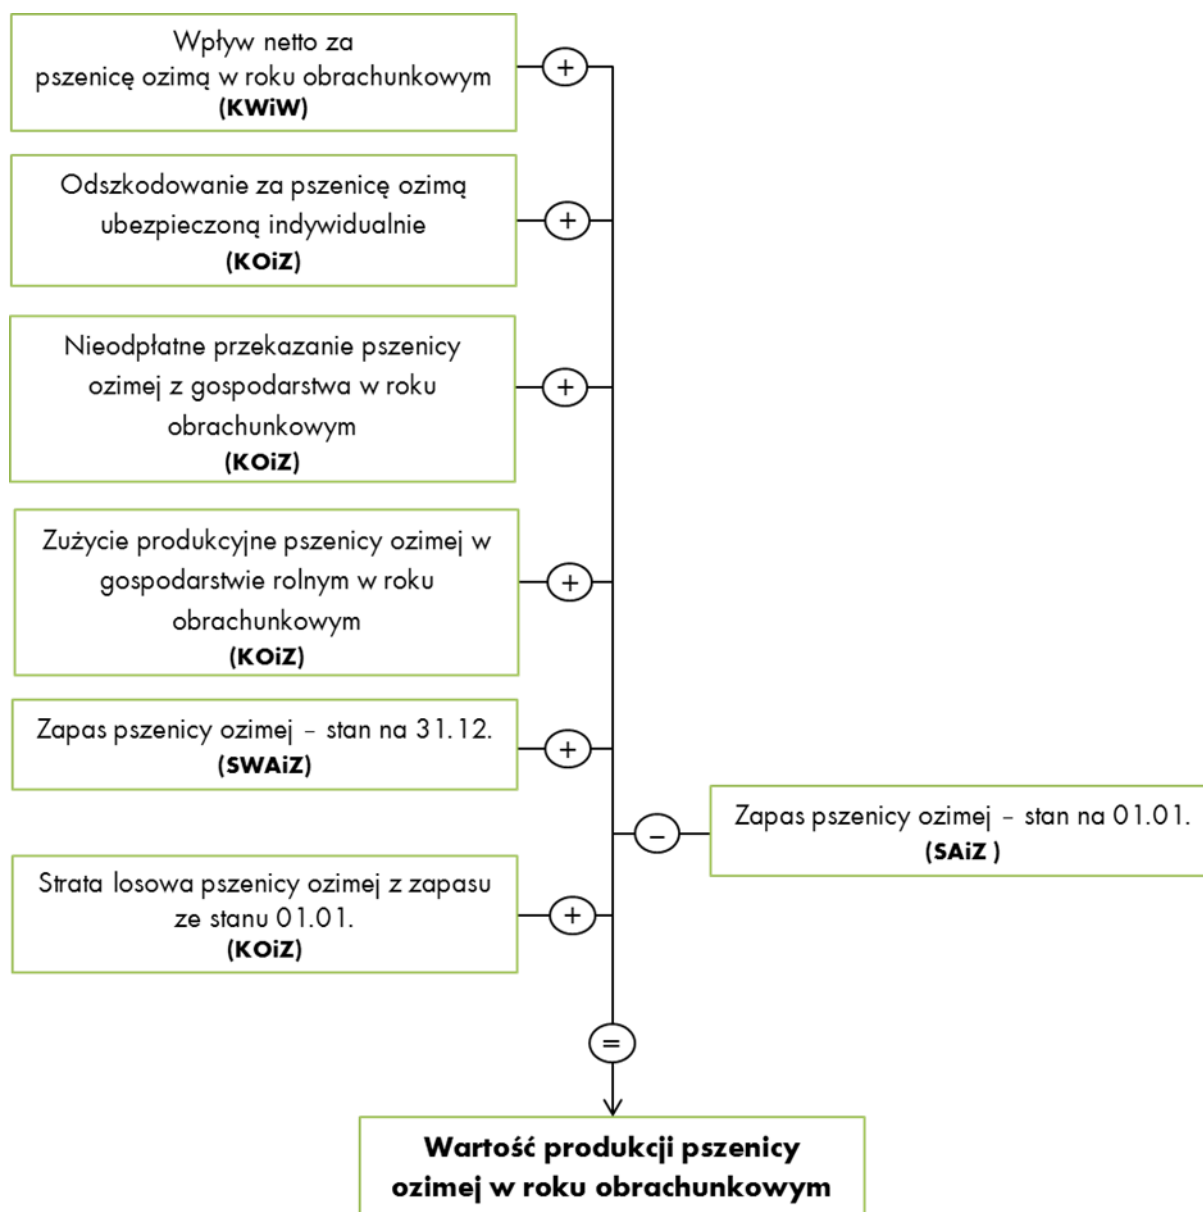 Wpływ netto za
pszenicę ozimą w roku obrachunkowym
(KWiW)
+
Odszkodowanie za pszenicę ozimą
ubezpieczoną indywidualnie
(KOiZ)
+
Nieodpłatne przekazanie pszenicy
ozimej z gospodarstwa w roku
obrachunkowym
(KOiZ)
+
Zużycie produkcyjne pszenicy ozimej w
gospodarstwie rolnym w roku
obrachunkowym
(KOiZ)
+
Zapas pszenicy ozimej – stan na 31.12.
(SWAiZ)
+
Zapas pszenicy ozimej – stan na 01.01.
(SAiZ )
–
Strata losowa pszenicy ozimej z zapasu
ze stanu 01.01.
(KOiZ)
+
=
Wartość produkcji pszenicy
ozimej w roku obrachunkowym